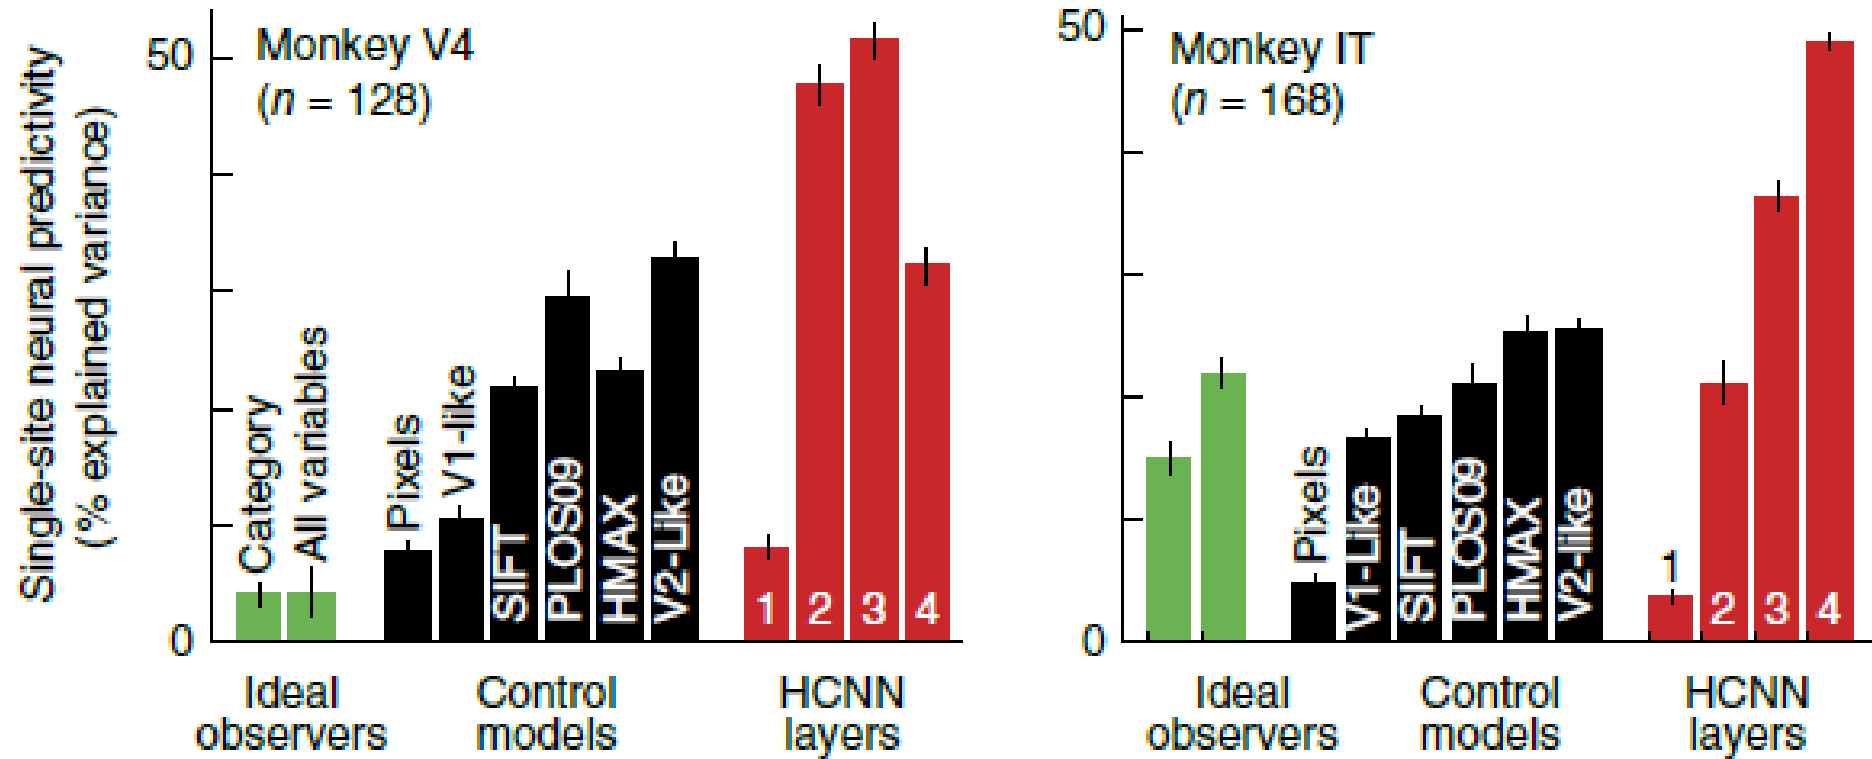 Single-site neural predictivity
(% explained variance)
50
0
Monkey V4
(n = 128)
Category
All variables
Pixels
V1-like
SIFT
PLOS09
HMAX
V2-Like
1
2
3
4
Ideal
observers
Control
models
HCNN
layers
50
0
Monkey IT
(n = 168)
Pixels
V1-Like
SIFT
PLOS09
HMAX
V2-like
1
2
3
4
Ideal
observers
Control
models
HCNN
layers